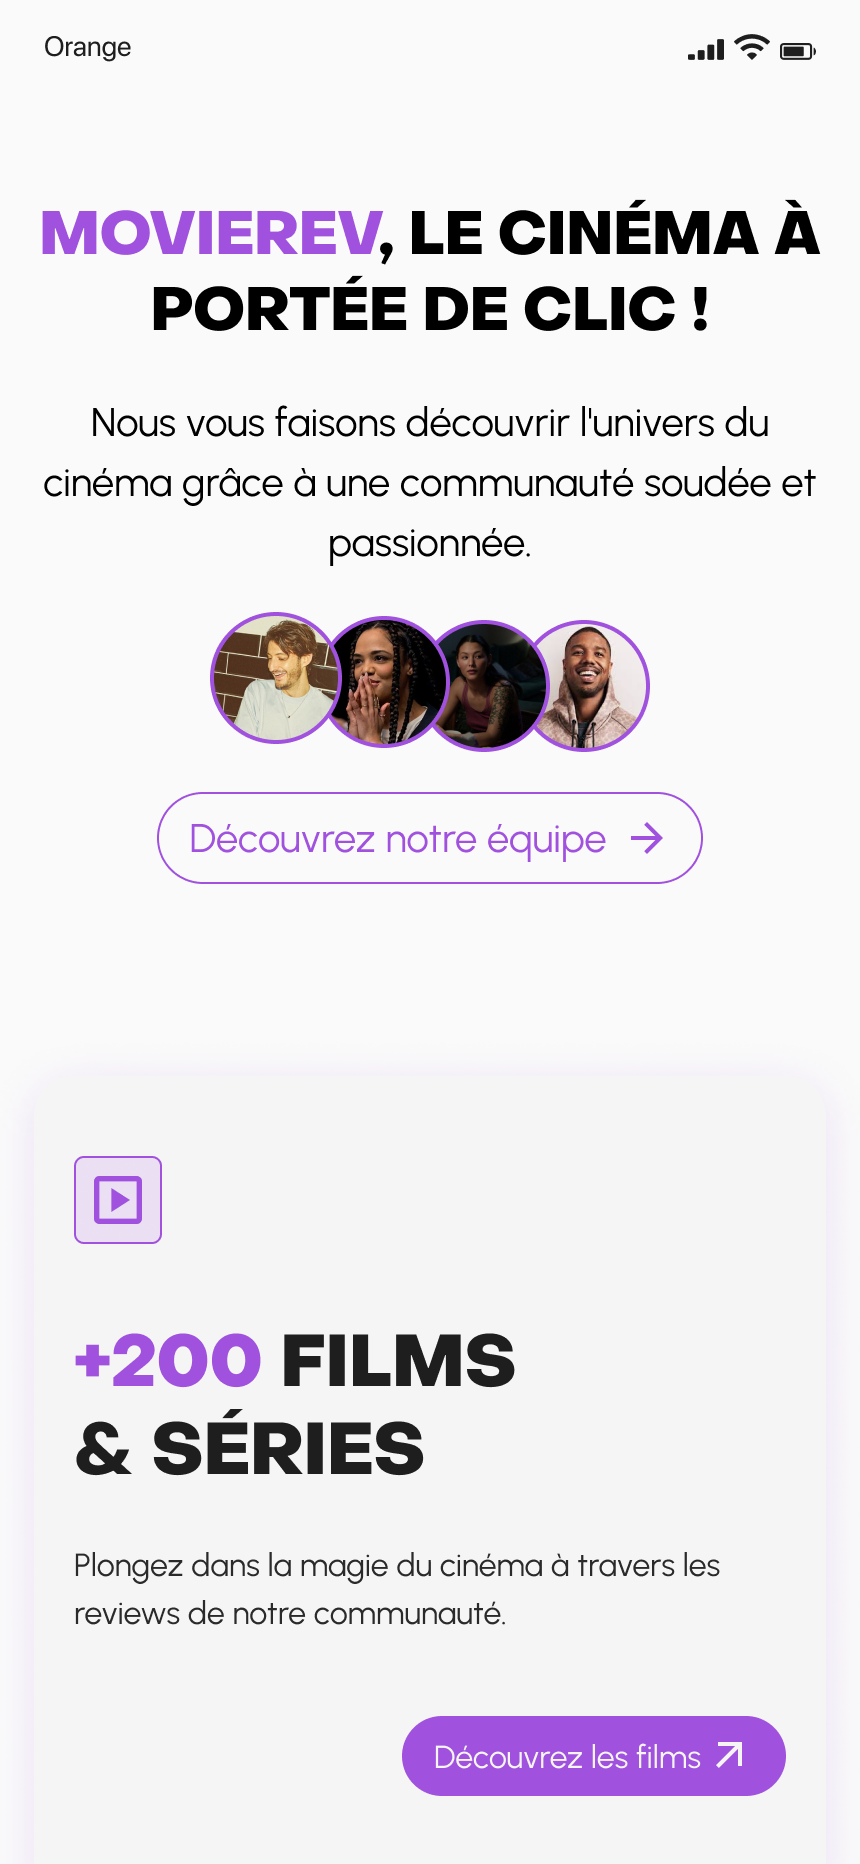 Orange
MOVIEREV, LE CINÉMA À
PORTÉE DE CLIC !
Nous vous faisons découvrir l'univers du
cinéma grâce à une communauté soudée et
passionnée.
Découvrez notre équipe
+200 FILMS
& SÉRIES
Plongez dans la magie du cinéma à travers les
reviews de notre communauté.
Découvrez les films